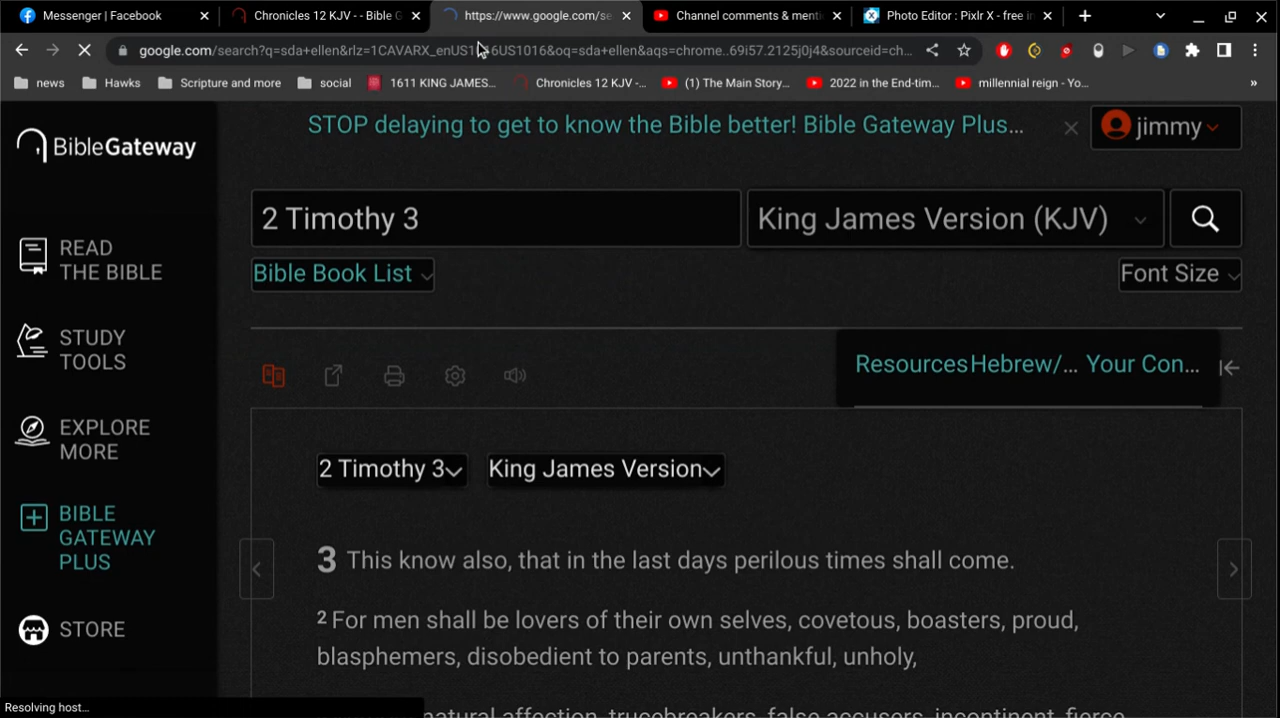 Messenger | Facebook
Chronicles 12 KJV - - Bible G
https://www.google.com/se
Channel comments & menti
Photo Editor : Pixlr X - free i
google.com/search?q=sda+ellen&rlz=1CAVARX_enUS1 6US1016&oq=sda+ellen&aqs=chrome..69i57.2125j0j4&sourceid=ch...
news
Hawks
Scripture and more
social
1611 KING JAMES...
Chronicles 12 KJV -...
(1) The Main Story...
2022 in the End-tim...
millennial reign - Yo...
»
BibleGateway
STOP delaying to get to know the Bible better! Bible Gateway Plus...
jimmy
2 Timothy 3
King James Version (KJV)
Bible Book List
Font Size
READ
THE BIBLE
STUDY
TOOLS
EXPLORE
MORE
BIBLE
GATEWAY
PLUS
STORE
Resources
Hebrew/...
Your Con...
2 Timothy 3
King James Version
3 This know also, that in the last days perilous times shall come.
2 For men shall be lovers of their own selves, covetous, boasters, proud,
blasphemers, disobedient to parents, unthankful, unholy,
natural affection, trucebreakers, false accusers, incontinent, fierce,
Resolving host...